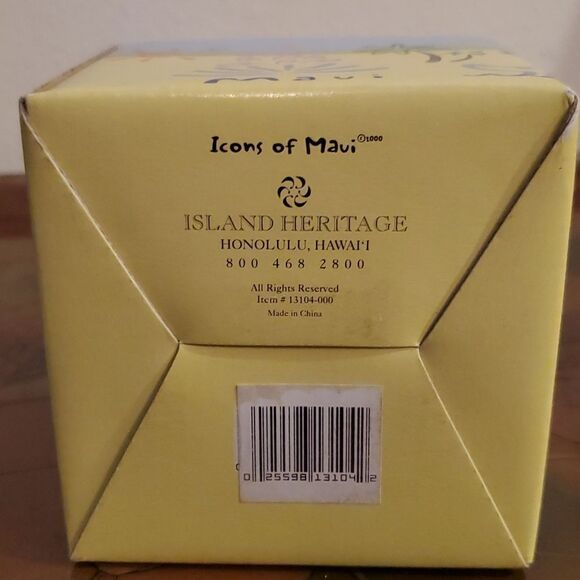 Maui
Icons of Maui ©2000
ISLAND HERITAGE
HONOLULU, HAWAI‘I
800 468 2800
All Rights Reserved
Item # 13104-000
Made in China
0 25598 13104 2